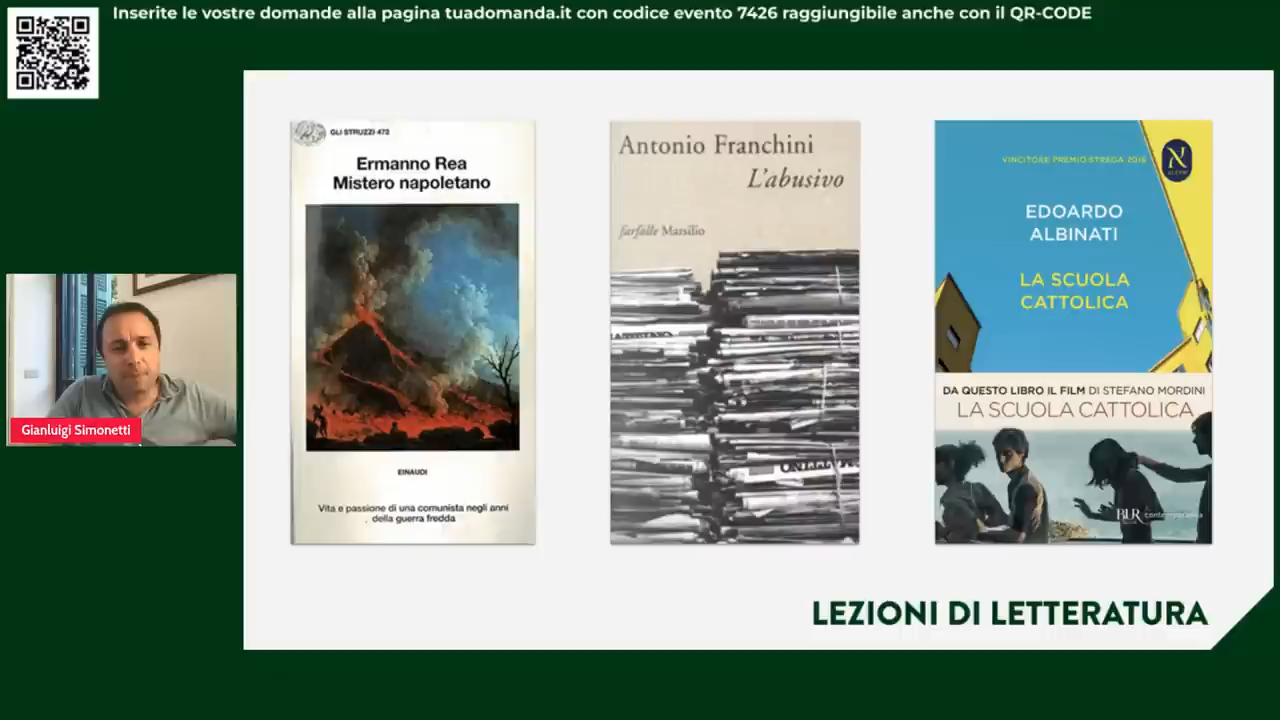 Inserite le vostre domande alla pagina tuadomanda.it con codice evento 7426 raggiungibile anche con il QR-CODE
Gianluigi Simonetti
GLI STRUZZI 472
Ermanno Rea
Mistero napoletano
EINAUDI
Vita e passione di una comunista negli anni
della guerra fredda
Antonio Franchini
L'abusivo
farfalle Marsilio
VINCITORE PREMIO STREGA 2016
EDOARDO
ALBINATI
LA SCUOLA
CATTOLICA
DA QUESTO LIBRO IL FILM DI STEFANO MORDINI
LA SCUOLA CATTOLICA
BUR contemporanea
LEZIONI DI LETTERATURA